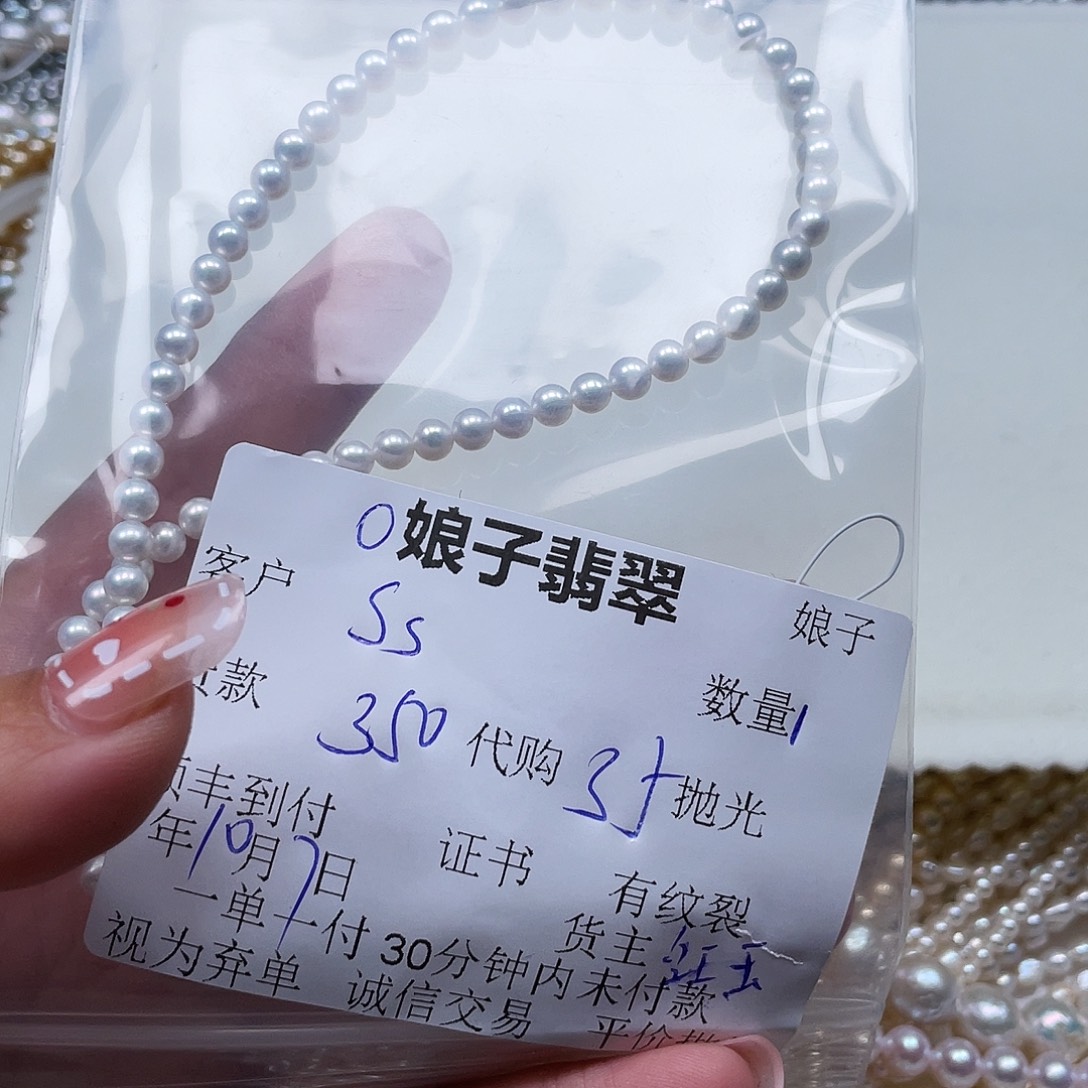 0 娘子翡翠
客户 Ss 娘子
货款 350 数量1
代购 35 抛光
顺丰到付
年10月7日 证书 有纹裂
一单一付 货主
30分钟内未付款
视为弃单 诚信交易 平价